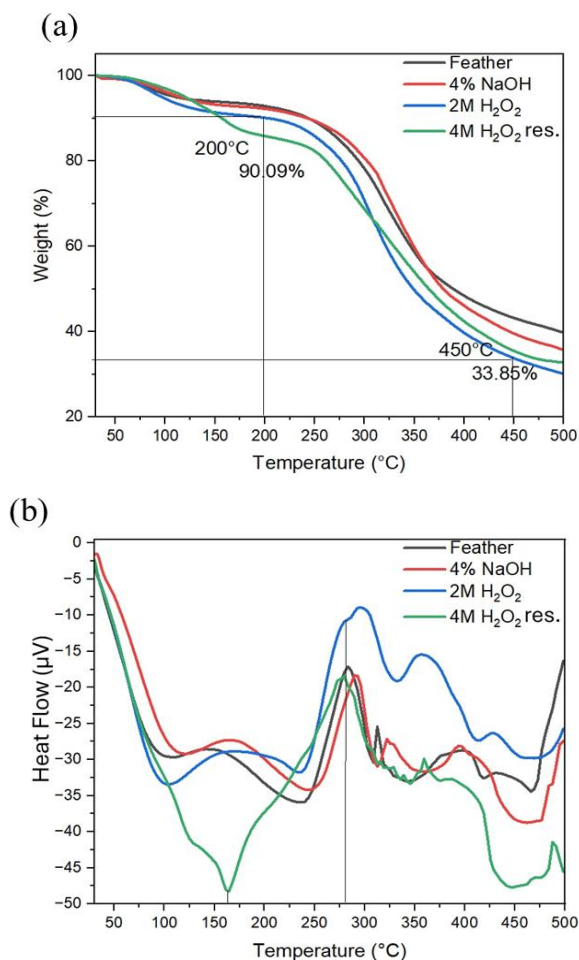 (a)
Feather
4% NaOH
2M H₂O₂
4M H₂O₂ res.
100
80
60
40
20
200°C
90.09%
450°C
33.85%
Weight (%)
50 100 150 200 250 300 350 400 450 500
Temperature (°C)
(b)
Feather
4% NaOH
2M H₂O₂
4M H₂O₂ res.
0
−5
−10
−15
−20
−25
−30
−35
−40
−45
−50
Heat Flow (µV)
50 100 150 200 250 300 350 400 450 500
Temperature (°C)